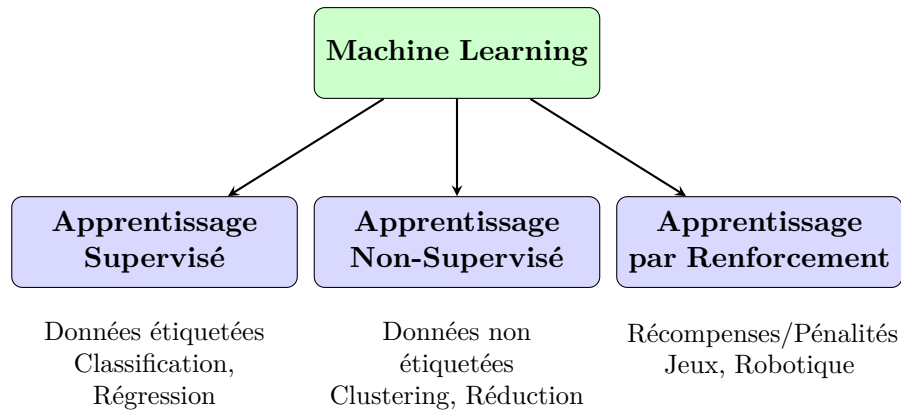 Machine Learning
Apprentissage
Supervisé
Apprentissage
Non-Supervisé
Apprentissage
par Renforcement
Données étiquetées
Classification,
Régression
Données non
étiquetées
Clustering, Réduction
Récompenses/Pénalités
Jeux, Robotique